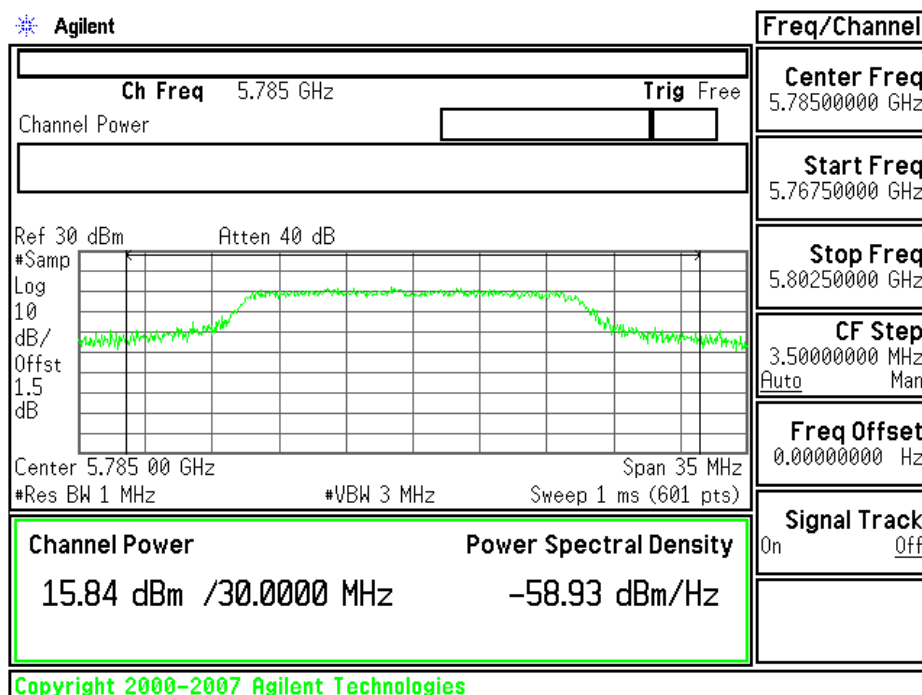 Agilent
Freq/Channel
Ch Freq 5.785 GHz Trig Free
Channel Power
Ref 30 dBm Atten 40 dB
#Samp
Log
10
dB/
Offst
1.5
dB
Center 5.785 00 GHz Span 35 MHz
#Res BW 1 MHz #VBW 3 MHz Sweep 1 ms (601 pts)
Channel Power Power Spectral Density
15.84 dBm /30.0000 MHz -58.93 dBm/Hz
Copyright 2000-2007 Agilent Technologies
Center Freq
5.78500000 GHz
Start Freq
5.76750000 GHz
Stop Freq
5.80250000 GHz
CF Step
3.50000000 MHz
Auto Man
Freq Offset
0.00000000 Hz
Signal Track
On Off